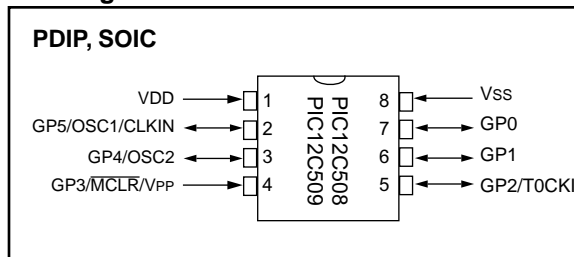 PDIP, SOIC
VDD
1
GP5/OSC1/CLKIN
2
GP4/OSC2
3
GP3/MCLR/VPP
4
PIC12C508
PIC12C509
8
VSS
7
GP0
6
GP1
5
GP2/T0CKI